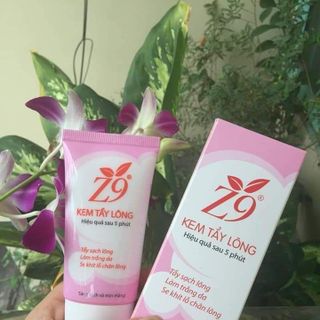 Z9®
KEM TẨY LÔNG
Hiệu quả sau 5 phút
Tẩy sạch lông
Làm trắng da
Se khít lỗ chân lông
Z9®
KEM TẨY LÔNG
Hiệu quả sau 5 phút
Tẩy sạch lông
Làm trắng da
Se khít lỗ chân lông